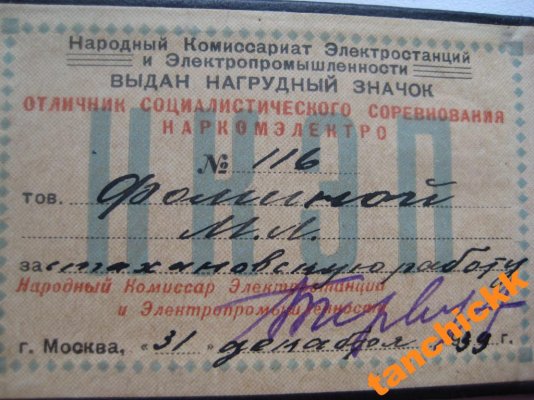 Народный Комиссариат Электростанций
и Электропромышленности
ВЫДАН НАГРУДНЫЙ ЗНАЧОК
ОТЛИЧНИК СОЦИАЛИСТИЧЕСКОГО СОРЕВНОВАНИЯ
НАРКОМЭЛЕКТРО
НКЭП
№ 116
тов. Фоминой
М.Л.
за стахановскую работу
Народный Комиссар Электростанций
и Электропромышленности
г. Москва, "31" декабря 1939 г.
tanchickk